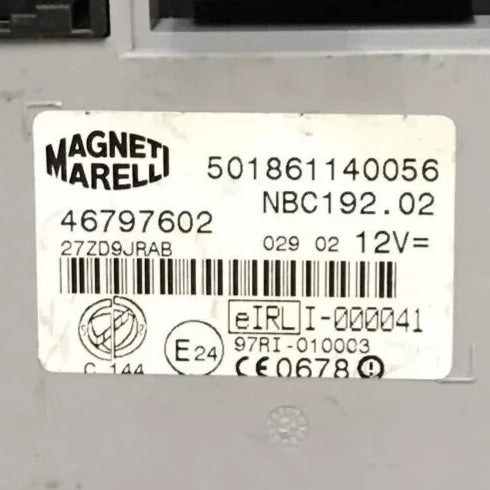 MAGNETI
MARELLI
501861140056
NBC192.02
46797602
27ZD9JRAB
029 02 12V=
eIRL I-000041
97RI-010003
E24
CE0678
C 144